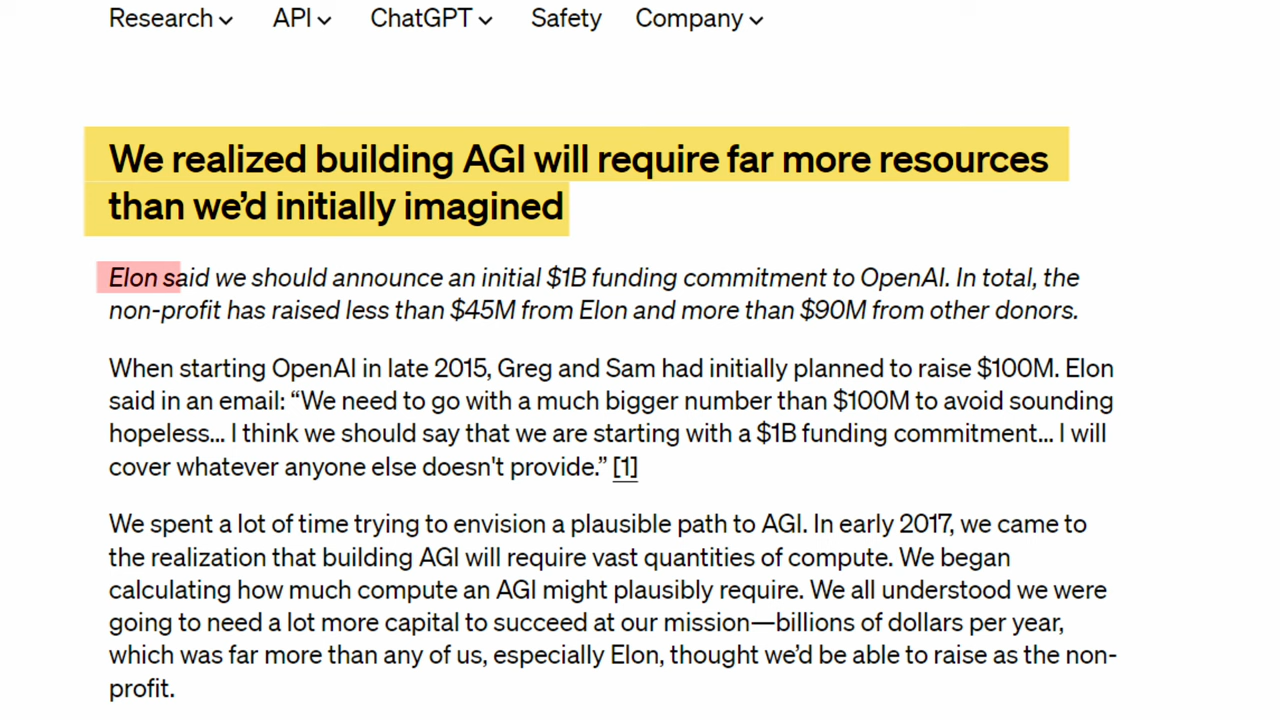 Research API ChatGPT Safety Company
We realized building AGI will require far more resources
than we’d initially imagined
Elon said we should announce an initial $1B funding commitment to OpenAI. In total, the
non-profit has raised less than $45M from Elon and more than $90M from other donors.
When starting OpenAI in late 2015, Greg and Sam had initially planned to raise $100M. Elon
said in an email: “We need to go with a much bigger number than $100M to avoid sounding
hopeless... I think we should say that we are starting with a $1B funding commitment... I will
cover whatever anyone else doesn't provide.” [1]
We spent a lot of time trying to envision a plausible path to AGI. In early 2017, we came to
the realization that building AGI will require vast quantities of compute. We began
calculating how much compute an AGI might plausibly require. We all understood we were
going to need a lot more capital to succeed at our mission—billions of dollars per year,
which was far more than any of us, especially Elon, thought we’d be able to raise as the non-
profit.